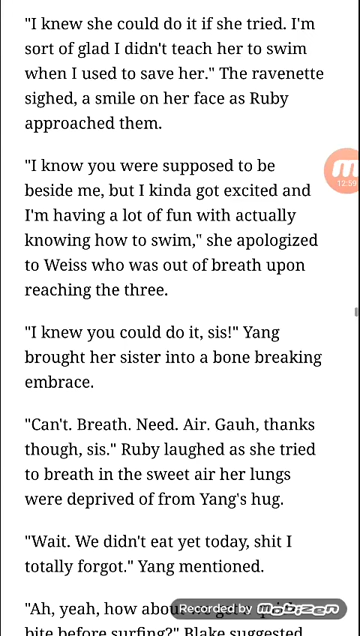 "I knew she could do it if she tried. I'm
sort of glad I didn't teach her to swim
when I used to save her." The ravenette
sighed, a smile on her face as Ruby
approached them.
"I know you were supposed to be
beside me, but I kinda got excited and
I'm having a lot of fun with actually
knowing how to swim," she apologized
to Weiss who was out of breath upon
reaching the three.
12:59
"I knew you could do it, sis!" Yang
brought her sister into a bone breaking
embrace.
"Can't. Breath. Need. Air. Gauh, thanks
though, sis." Ruby laughed as she tried
to breath in the sweet air her lungs
were deprived of from Yang's hug.
"Wait. We didn't eat yet today, shit I
totally forgot." Yang mentioned.
"Ah, yeah, how about
Recorded by mobizen
bite before surfing?" Blake suggested